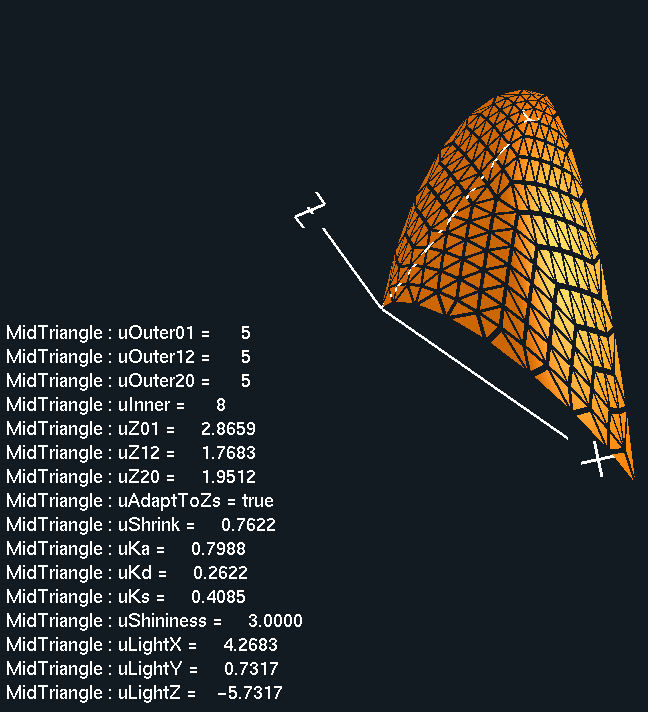 Y
Z
MidTriangle : uOuter01 = 5
MidTriangle : uOuter12 = 5
MidTriangle : uOuter20 = 5
MidTriangle : uInner = 8
MidTriangle : uZ01 = 2.8659
MidTriangle : uZ12 = 1.7683
MidTriangle : uZ20 = 1.9512
X
MidTriangle : uAdaptToZs = true
MidTriangle : uShrink = 0.7622
MidTriangle : uKa = 0.7988
MidTriangle : uKd = 0.2622
MidTriangle : uKs = 0.4085
MidTriangle : uShininess = 3.0000
MidTriangle : uLightX = 4.2683
MidTriangle : uLightY = 0.7317
MidTriangle : uLightZ = −5.7317